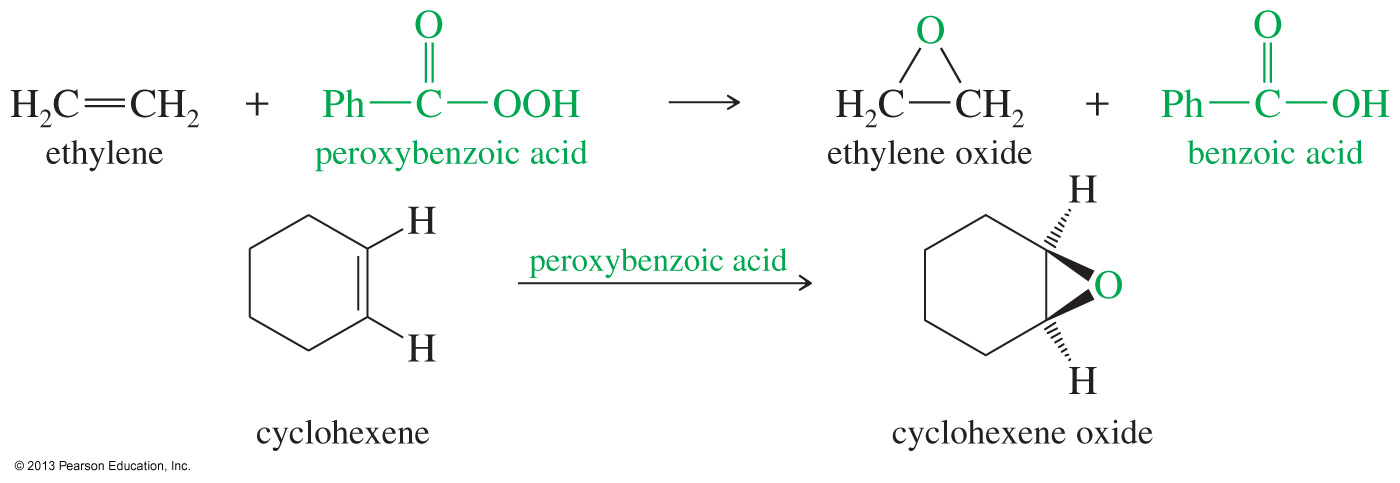 O O O
H₂C=CH₂ + Ph—C—OOH → H₂C—CH₂ + Ph—C—OH
ethylene peroxybenzoic acid ethylene oxide benzoic acid
H H
peroxybenzoic acid O
H H
cyclohexene cyclohexene oxide
© 2013 Pearson Education, Inc.